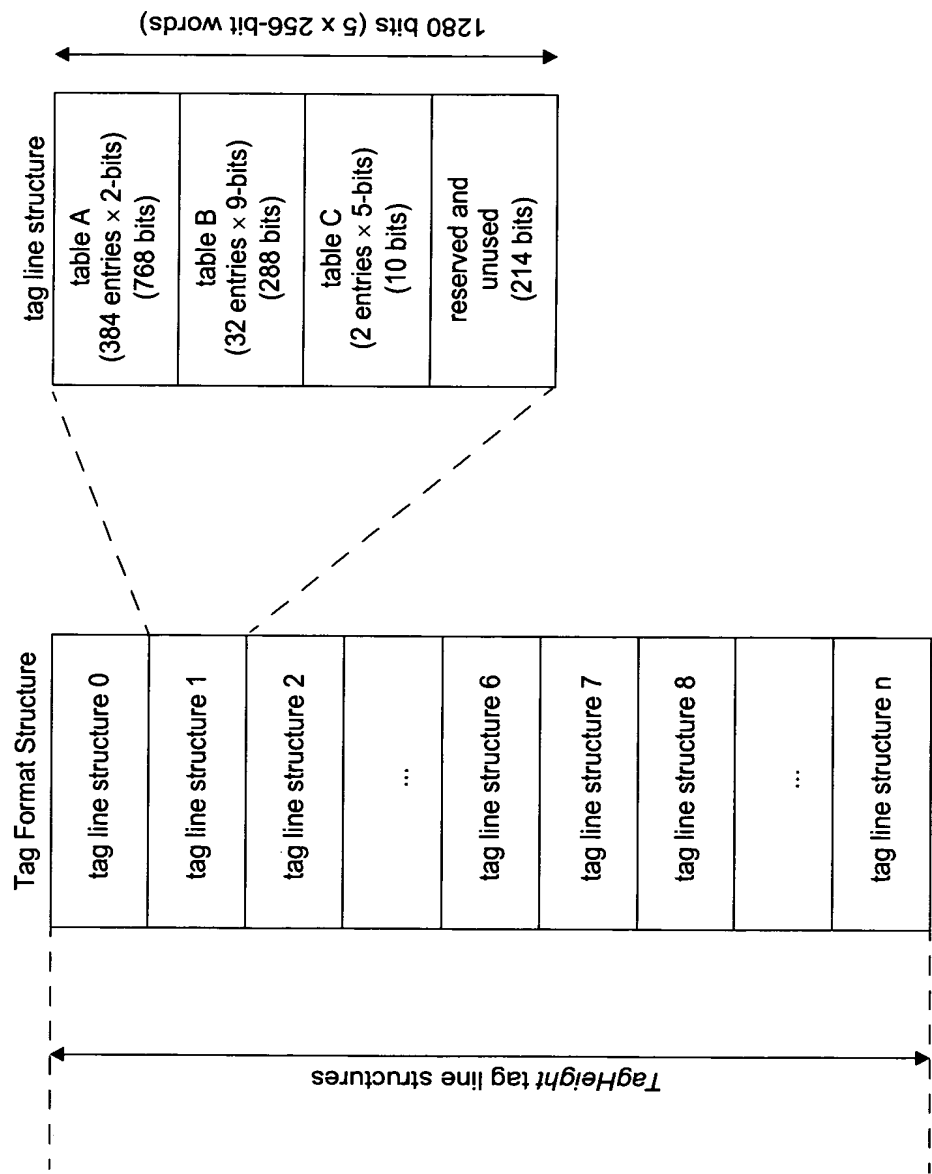 Tag Format Structure
tag line structure 0
tag line structure 1
tag line structure 2
...
tag line structure 6
tag line structure 7
tag line structure 8
...
tag line structure n
TagHeight tag line structures
tag line structure
table A
(384 entries × 2-bits)
(768 bits)
table B
(32 entries × 9-bits)
(288 bits)
table C
(2 entries × 5-bits)
(10 bits)
reserved and
unused
(214 bits)
1280 bits (5 x 256-bit words)